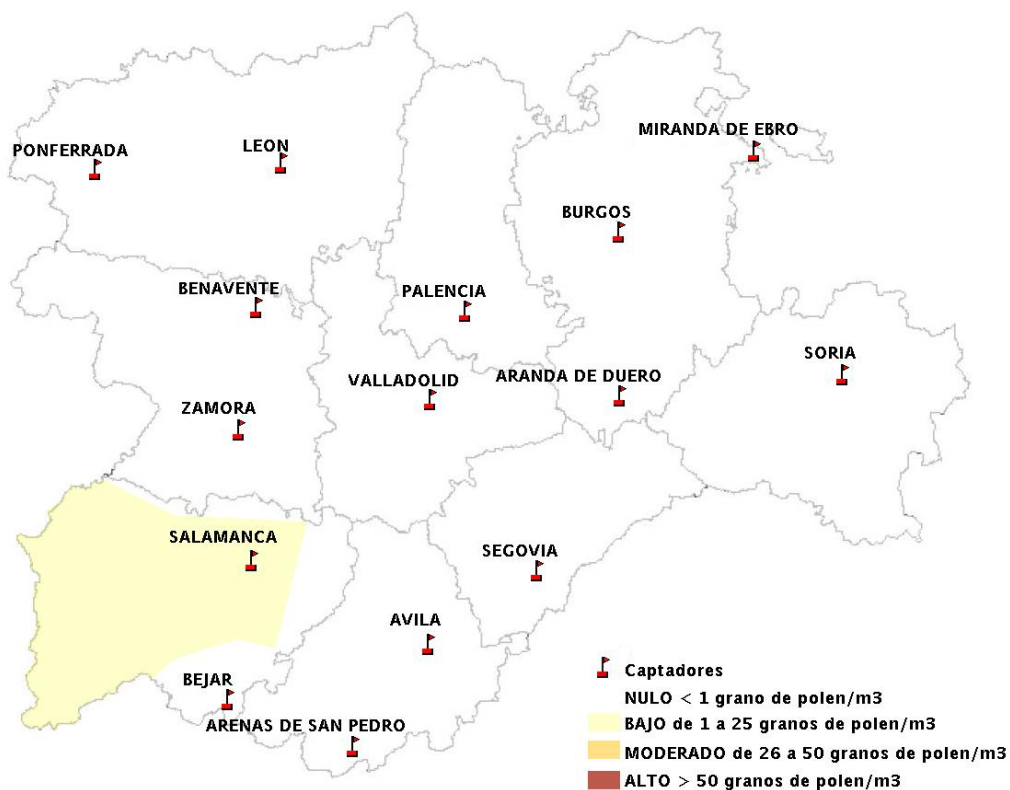 MIRANDA DE EBRO
PONFERRADA
LEON
BURGOS
BENAVENTE
PALENCIA
SORIA
VALLADOLID
ARANDA DE DUERO
ZAMORA
SALAMANCA
SEGOVIA
AVILA
BEJAR
ARENAS DE SAN PEDRO
Captadores
NULO < 1 grano de polen/m3
BAJO de 1 a 25 granos de polen/m3
MODERADO de 26 a 50 granos de polen/m3
ALTO > 50 granos de polen/m3